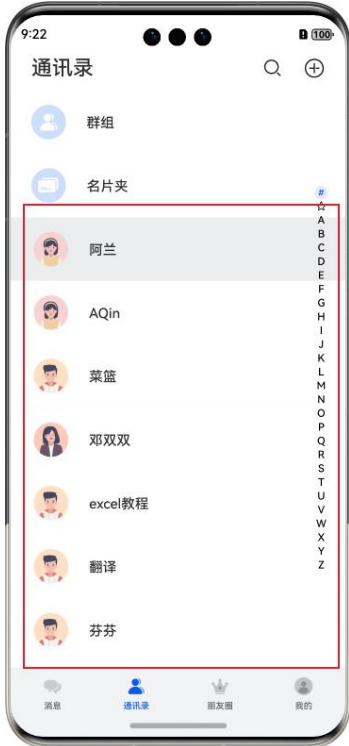 9:22
100
通讯录
群组
名片夹
#
☆
A
B
C
D
E
F
G
H
I
J
K
L
M
N
O
P
Q
R
S
T
U
V
W
X
Y
Z
阿兰
AQin
菜篮
邓双双
excel教程
翻译
芬芬
消息
通讯录
朋友圈
我的